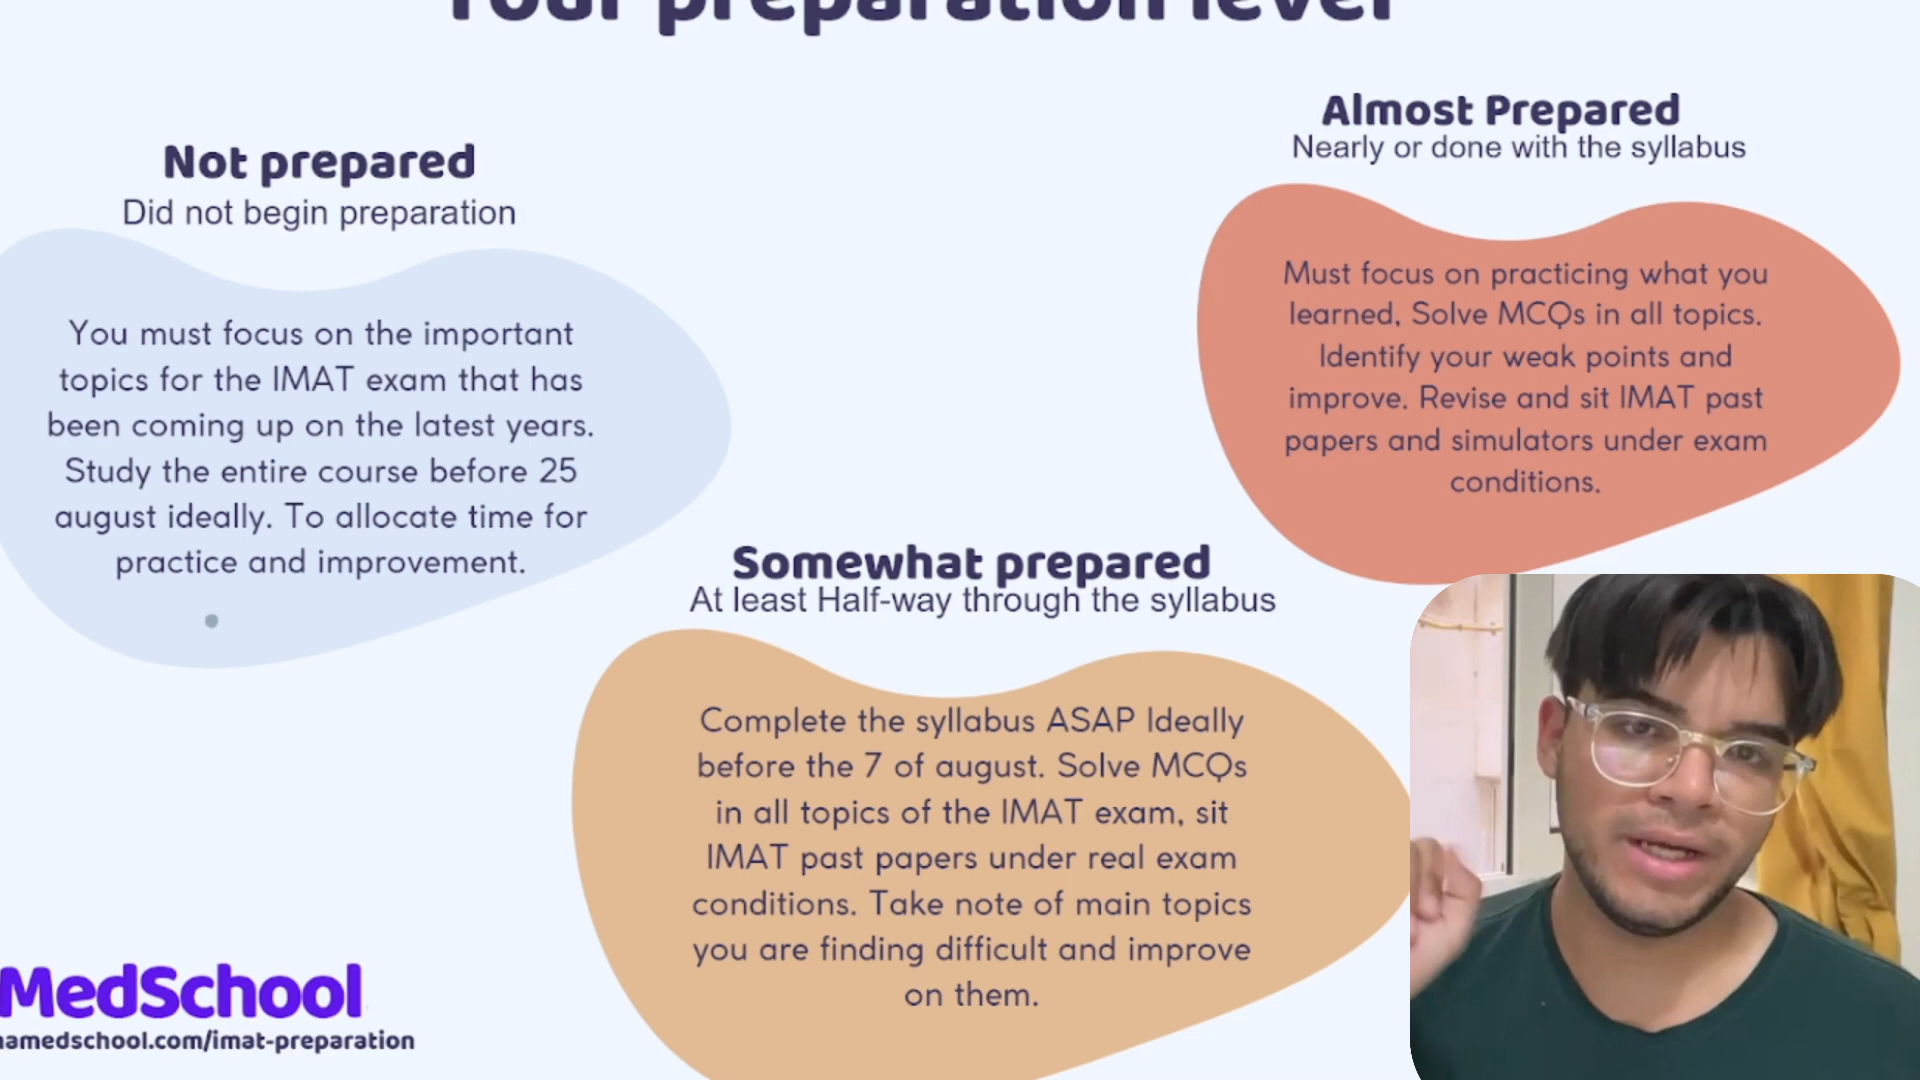 Your preparation level
Not prepared
Did not begin preparation
You must focus on the important
topics for the IMAT exam that has
been coming up on the latest years.
Study the entire course before 25
august ideally. To allocate time for
practice and improvement.
Almost Prepared
Nearly or done with the syllabus
Must focus on practicing what you
learned, Solve MCQs in all topics.
Identify your weak points and
improve. Revise and sit IMAT past
papers and simulators under exam
conditions.
Somewhat prepared
At least Half-way through the syllabus
Complete the syllabus ASAP Ideally
before the 7 of august. Solve MCQs
in all topics of the IMAT exam, sit
IMAT past papers under real exam
conditions. Take note of main topics
you are finding difficult and improve
on them.
MedSchool
amedschool.com/imat-preparation